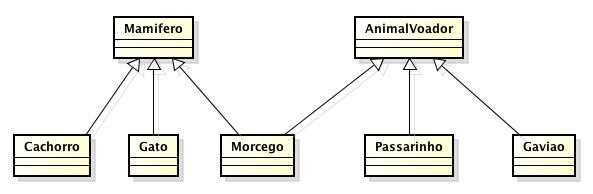 Mamifero
AnimalVoador
Cachorro
Gato
Morcego
Passarinho
Gaviao